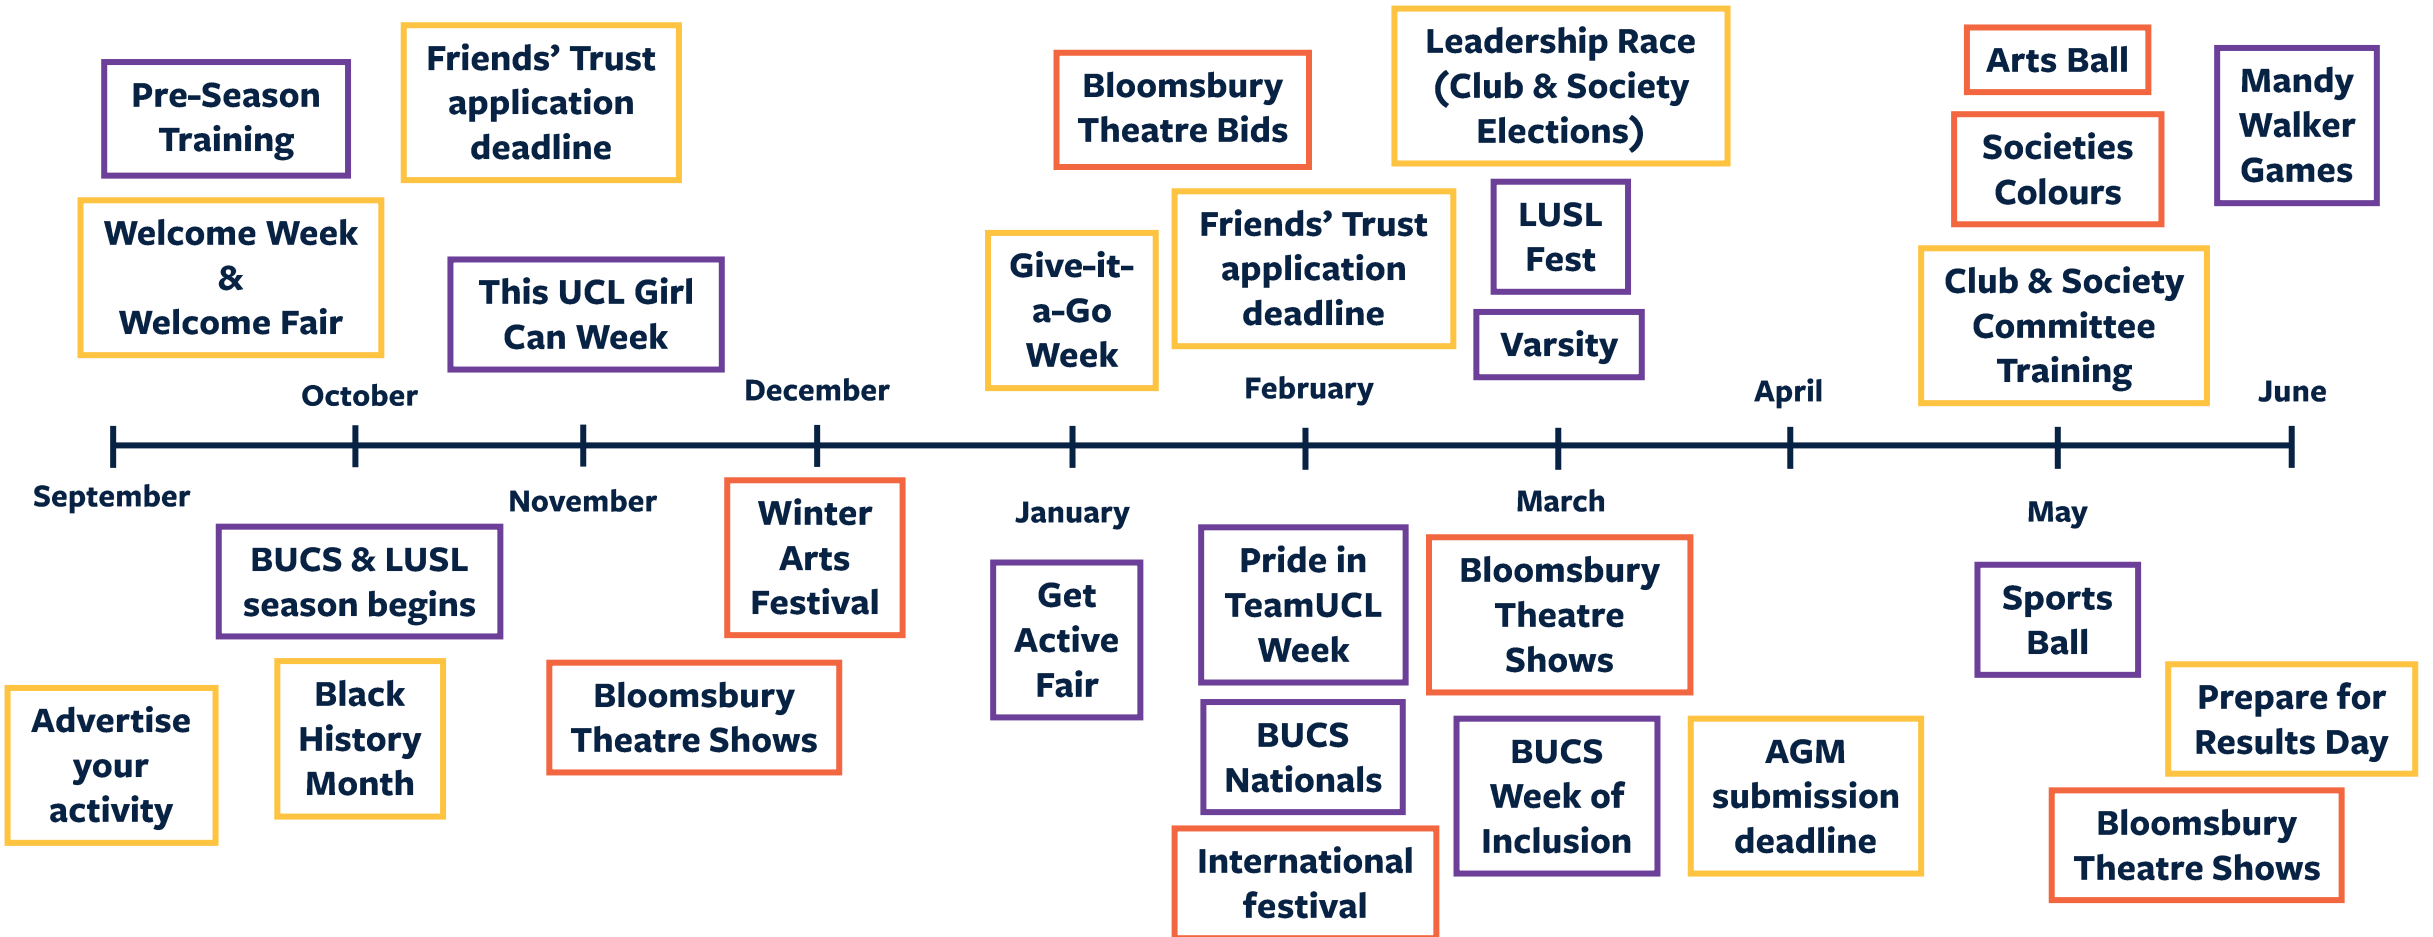 Pre-Season
Training
Friends’ Trust
application
deadline
Welcome Week
&
Welcome Fair
This UCL Girl
Can Week
Bloomsbury
Theatre Bids
Leadership Race
(Club & Society
Elections)
Give-it-
a-Go
Week
Friends’ Trust
application
deadline
LUSL
Fest
Varsity
Arts Ball
Societies
Colours
Club & Society
Committee
Training
Mandy
Walker
Games
October
December
February
April
June
September
November
January
March
May
Advertise
your
activity
BUCS & LUSL
season begins
Black
History
Month
Bloomsbury
Theatre Shows
Winter
Arts
Festival
Get
Active
Fair
Pride in
TeamUCL
Week
BUCS
Nationals
International
festival
Bloomsbury
Theatre
Shows
BUCS
Week of
Inclusion
AGM
submission
deadline
Sports
Ball
Prepare for
Results Day
Bloomsbury
Theatre Shows